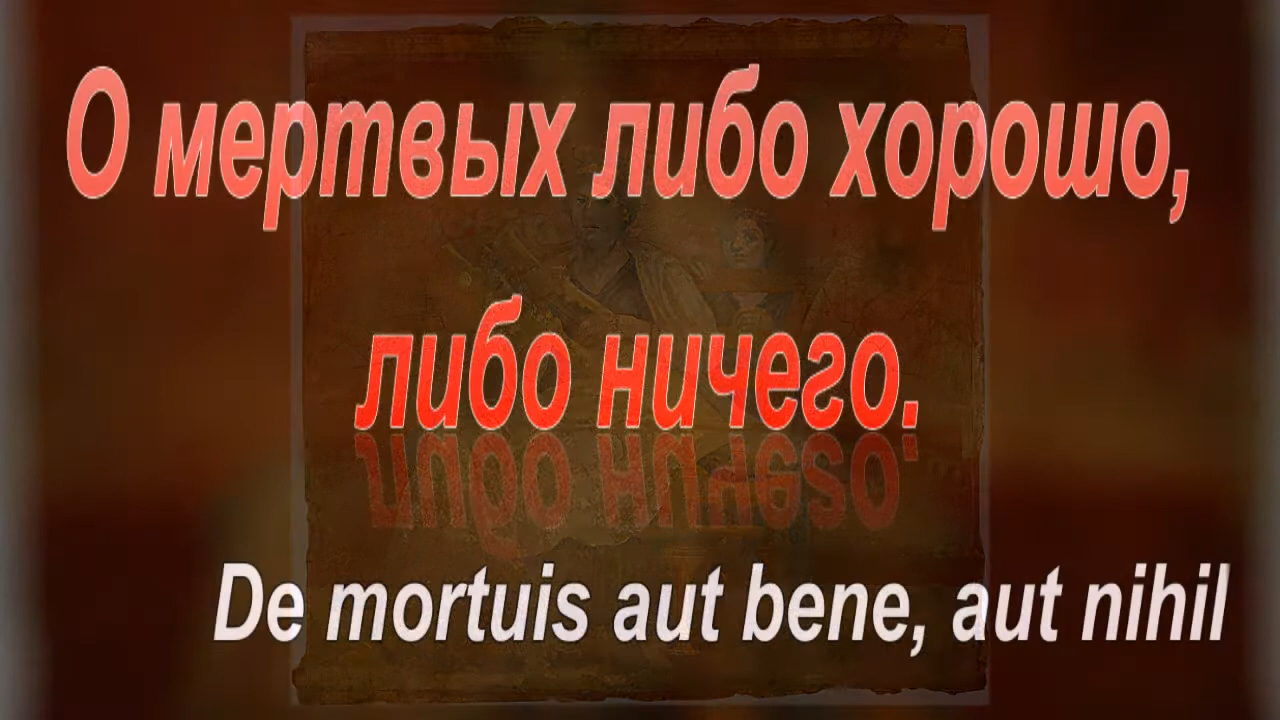 О мертвых либо хорошо,
либо ничего.
De mortuis aut bene, aut nihil